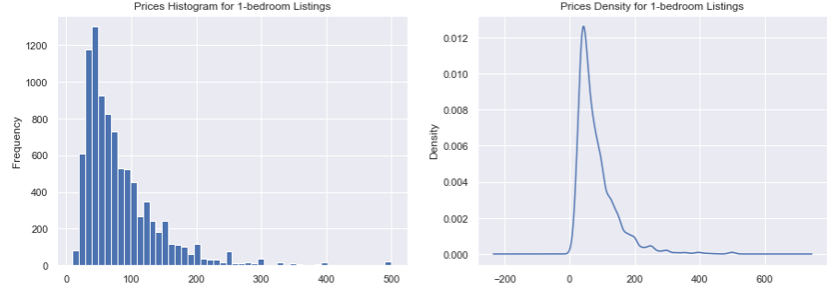 Prices Histogram for 1-bedroom Listings
1200
1000
800
600
400
200
0
Frequency
0 100 200 300 400 500
Prices Density for 1-bedroom Listings
0.012
0.010
0.008
0.006
0.004
0.002
0.000
Density
−200 0 200 400 600